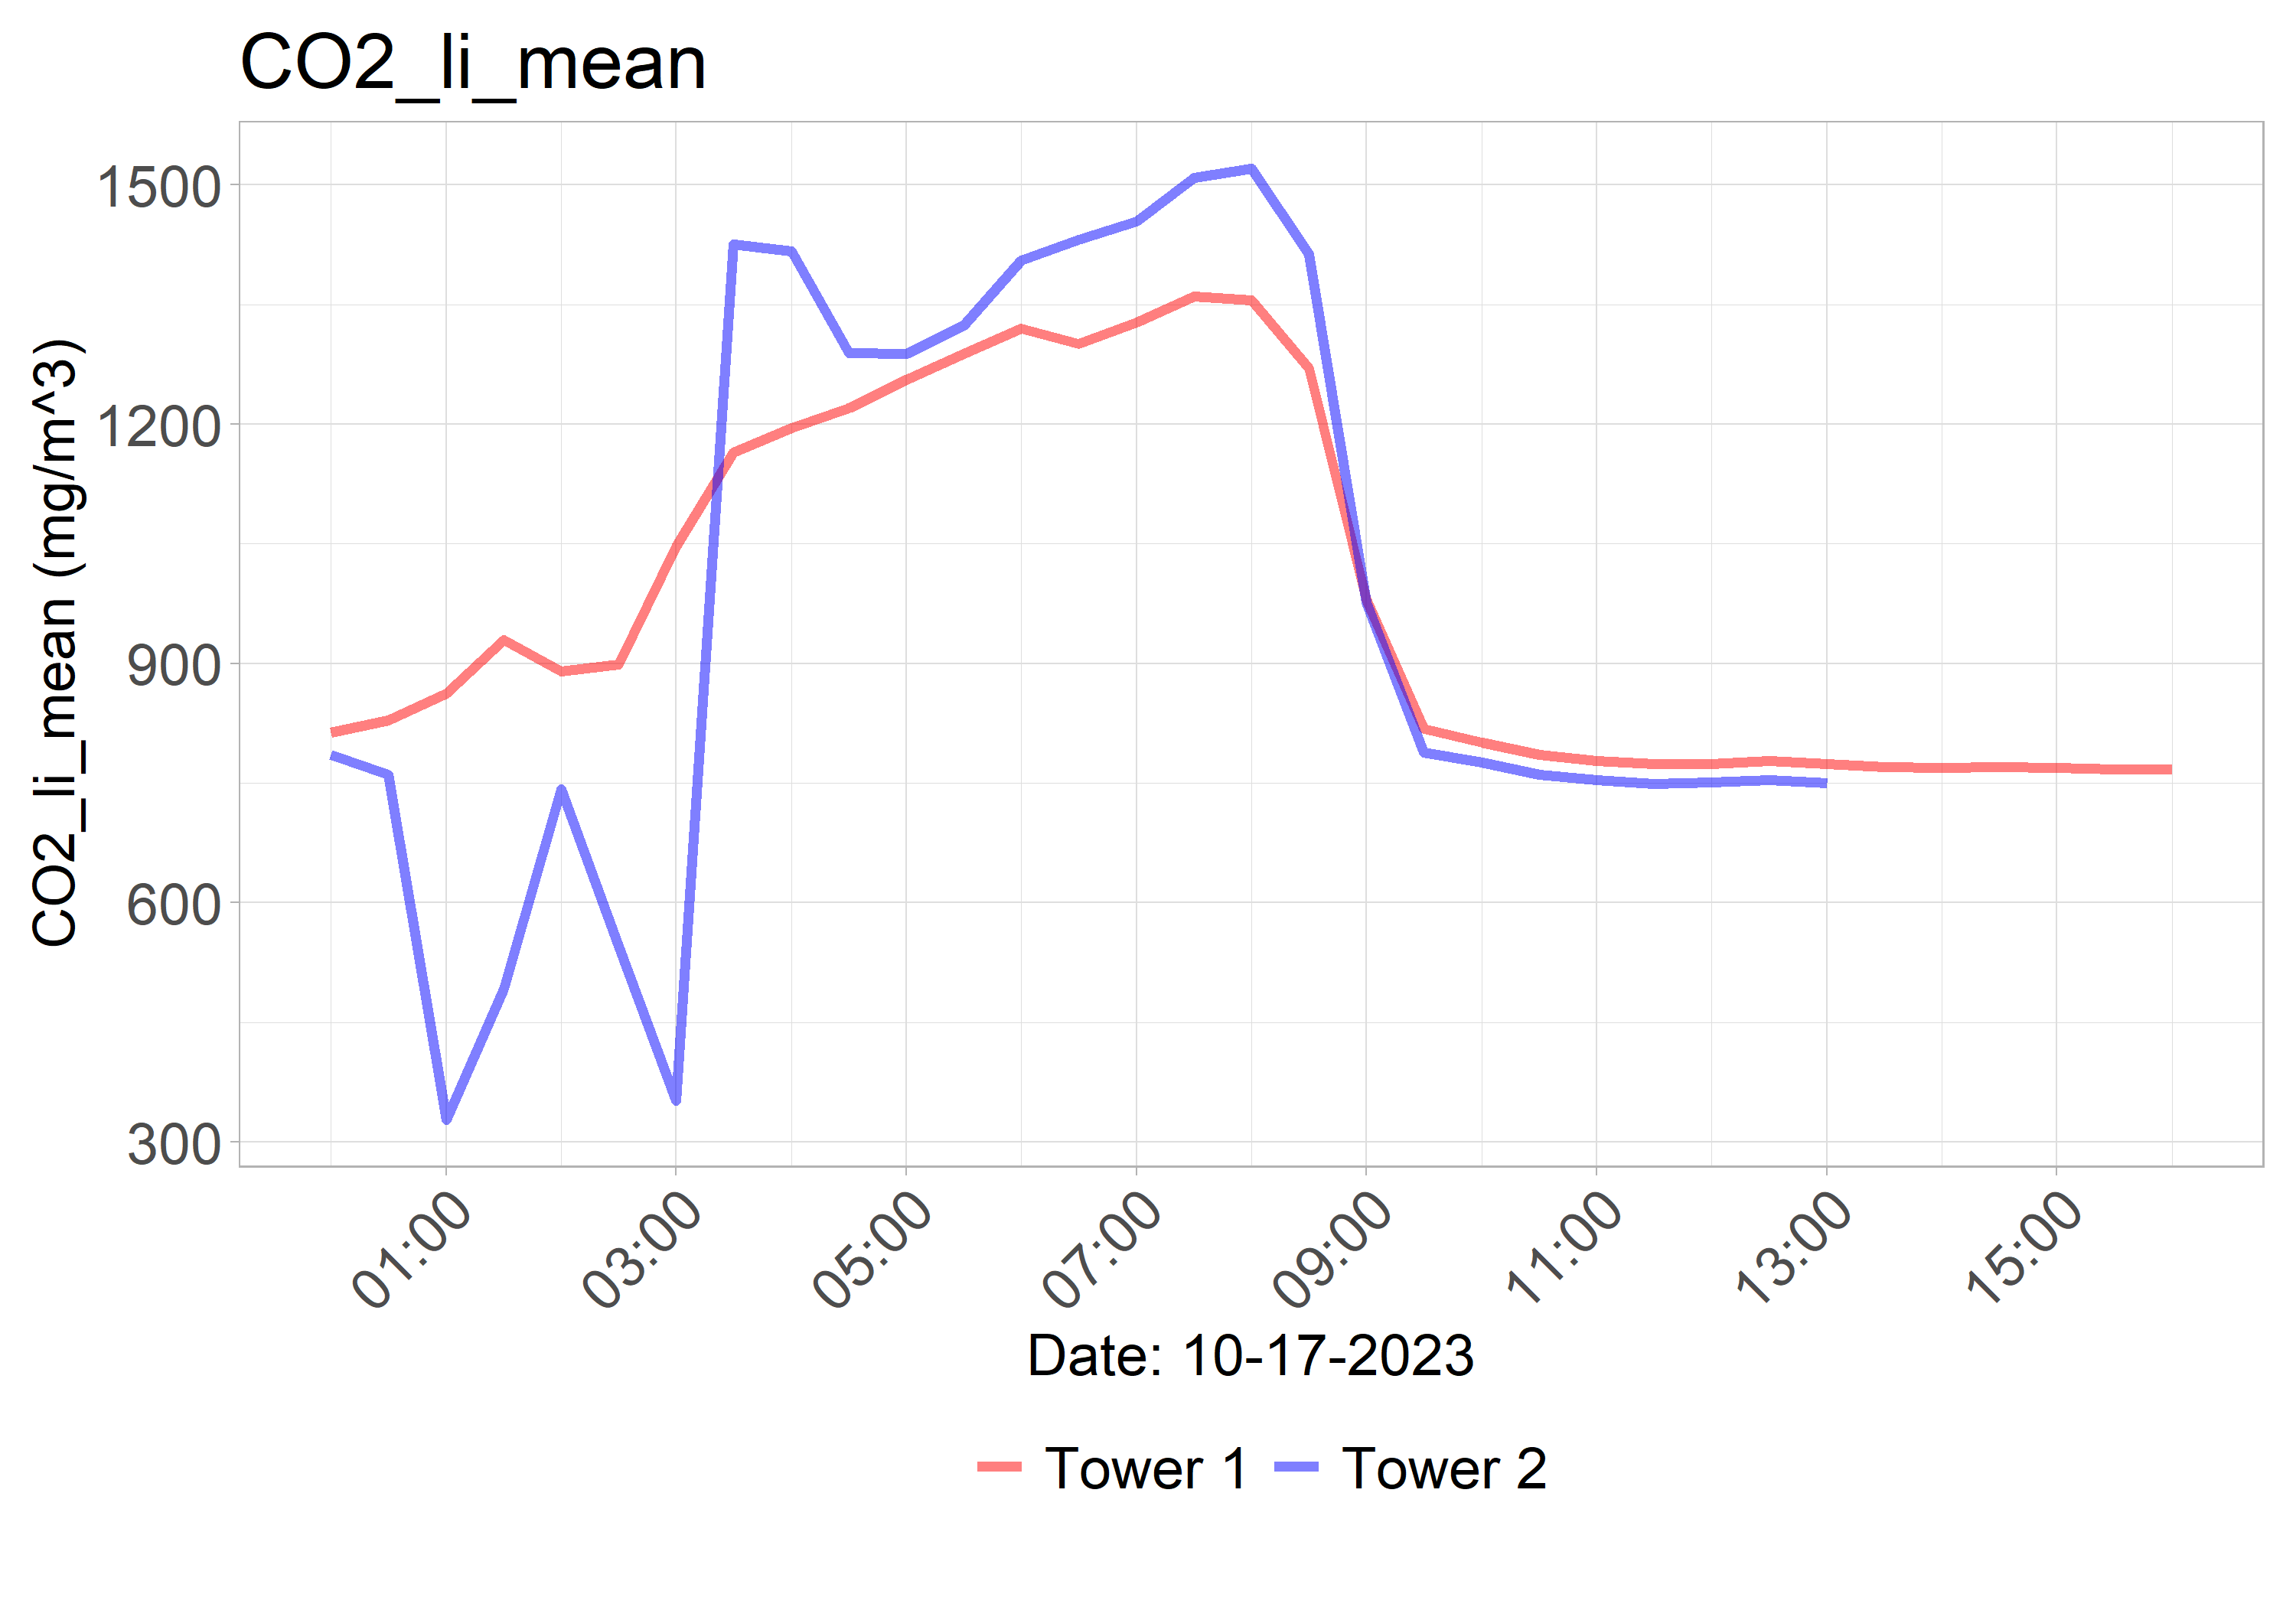 CO2_li_mean
CO2_li_mean (mg/m^3)
1500
1200
900
600
300
01:00
03:00
05:00
07:00
09:00
11:00
13:00
15:00
Date: 10-17-2023
Tower 1
Tower 2